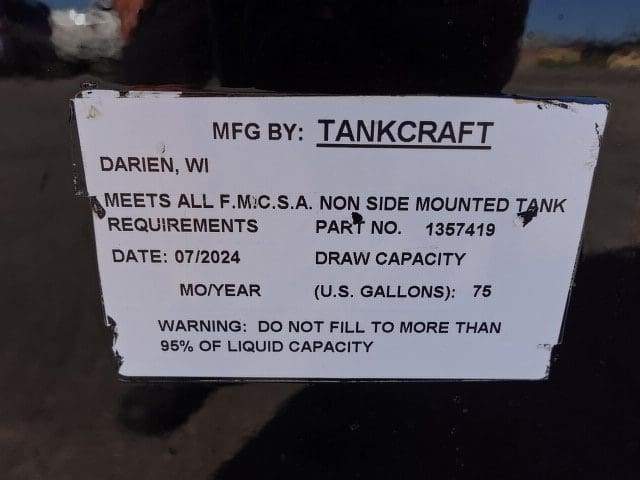 MFG BY: TANKCRAFT
DARIEN, WI
MEETS ALL F.M.C.S.A. NON SIDE MOUNTED TANK
REQUIREMENTS PART NO. 1357419
DATE: 07/2024 DRAW CAPACITY
MO/YEAR (U.S. GALLONS): 75
WARNING: DO NOT FILL TO MORE THAN
95% OF LIQUID CAPACITY